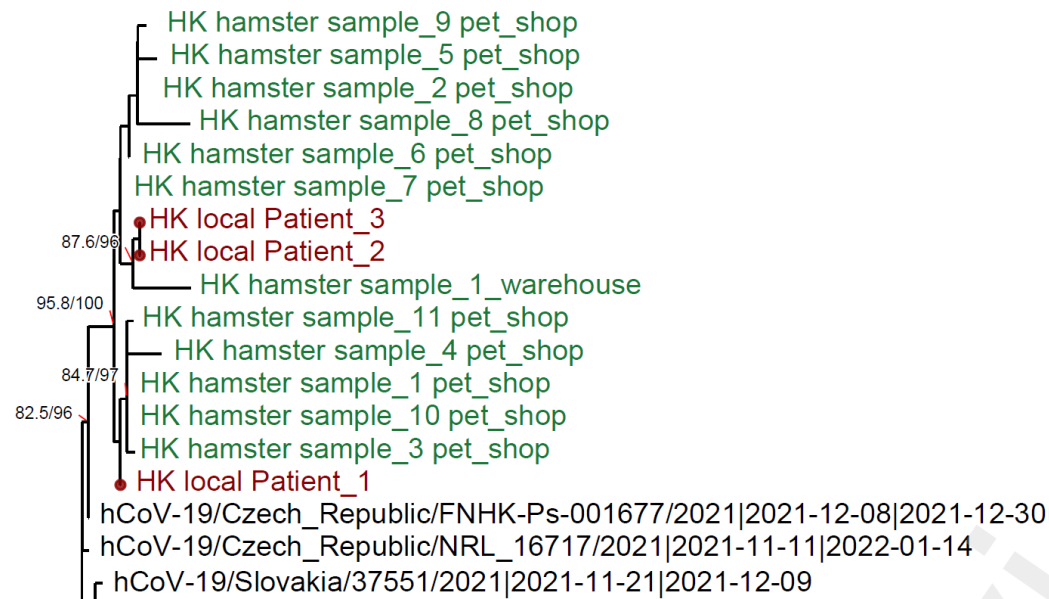 HK hamster sample_9 pet_shop
HK hamster sample_5 pet_shop
HK hamster sample_2 pet_shop
HK hamster sample_8 pet_shop
HK hamster sample_6 pet_shop
HK hamster sample_7 pet_shop
HK local Patient_3
87.6/96
HK local Patient_2
HK hamster sample_1_warehouse
95.8/100
HK hamster sample_11 pet_shop
HK hamster sample_4 pet_shop
84.7/97
HK hamster sample_1 pet_shop
82.5/96
HK hamster sample_10 pet_shop
HK hamster sample_3 pet_shop
HK local Patient_1
hCoV-19/Czech_Republic/FNHK-Ps-001677/2021|2021-12-08|2021-12-30
hCoV-19/Czech_Republic/NRL_16717/2021|2021-11-11|2022-01-14
hCoV-19/Slovakia/37551/2021|2021-11-21|2021-12-09